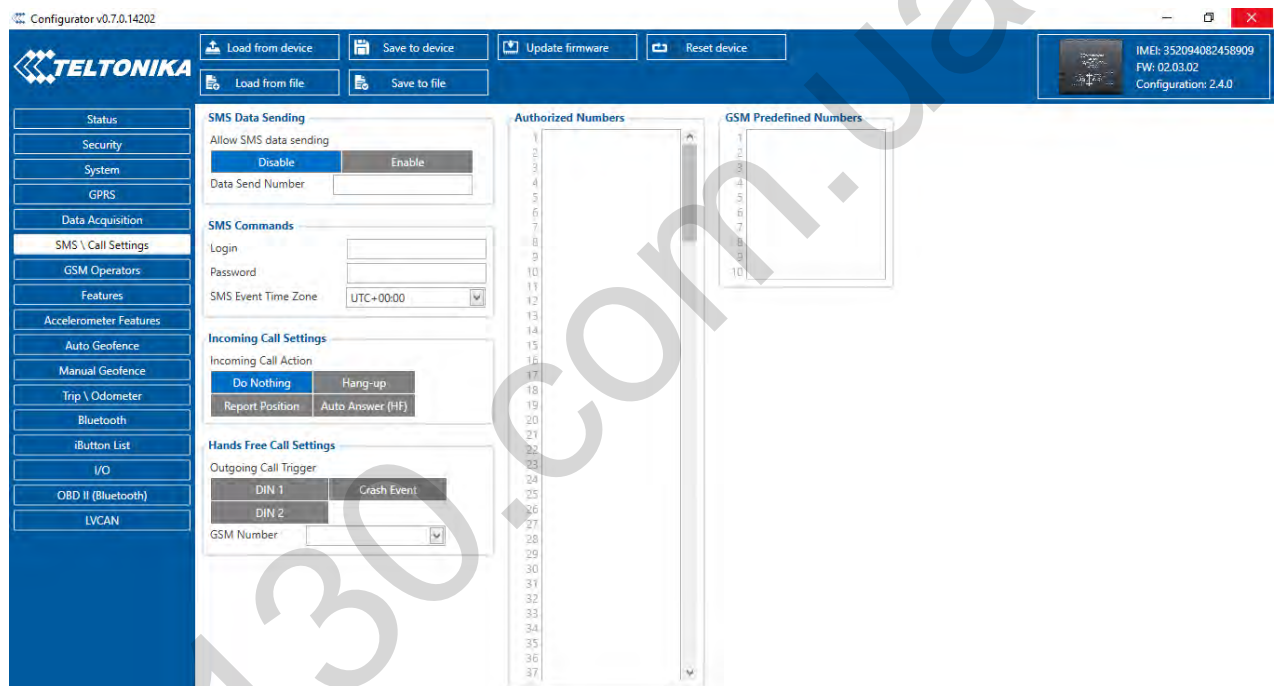 Configurator v0.7.0.14202
TELTONIKA
Load from device
Save to device
Update firmware
Reset device
Load from file
Save to file
IMEI: 352094082458909
FW: 02.03.02
Configuration: 2.4.0
Status
Security
System
GPRS
Data Acquisition
SMS \ Call Settings
GSM Operators
Features
Accelerometer Features
Auto Geofence
Manual Geofence
Trip \ Odometer
Bluetooth
iButton List
I/O
OBD II (Bluetooth)
LVCAN
SMS Data Sending
Allow SMS data sending
Disable Enable
Data Send Number
SMS Commands
Login
Password
SMS Event Time Zone UTC+00:00
Incoming Call Settings
Incoming Call Action
Do Nothing Hang-up
Report Position Auto Answer (HF)
Hands Free Call Settings
Outgoing Call Trigger
DIN 1 Crash Event
DIN 2
GSM Number
Authorized Numbers
1
2
3
4
5
6
7
8
9
10
11
12
13
14
15
16
17
18
19
20
21
22
23
24
25
26
27
28
29
30
31
32
33
34
35
36
37
GSM Predefined Numbers
1
2
3
4
5
6
7
8
9
10
130.com.ua